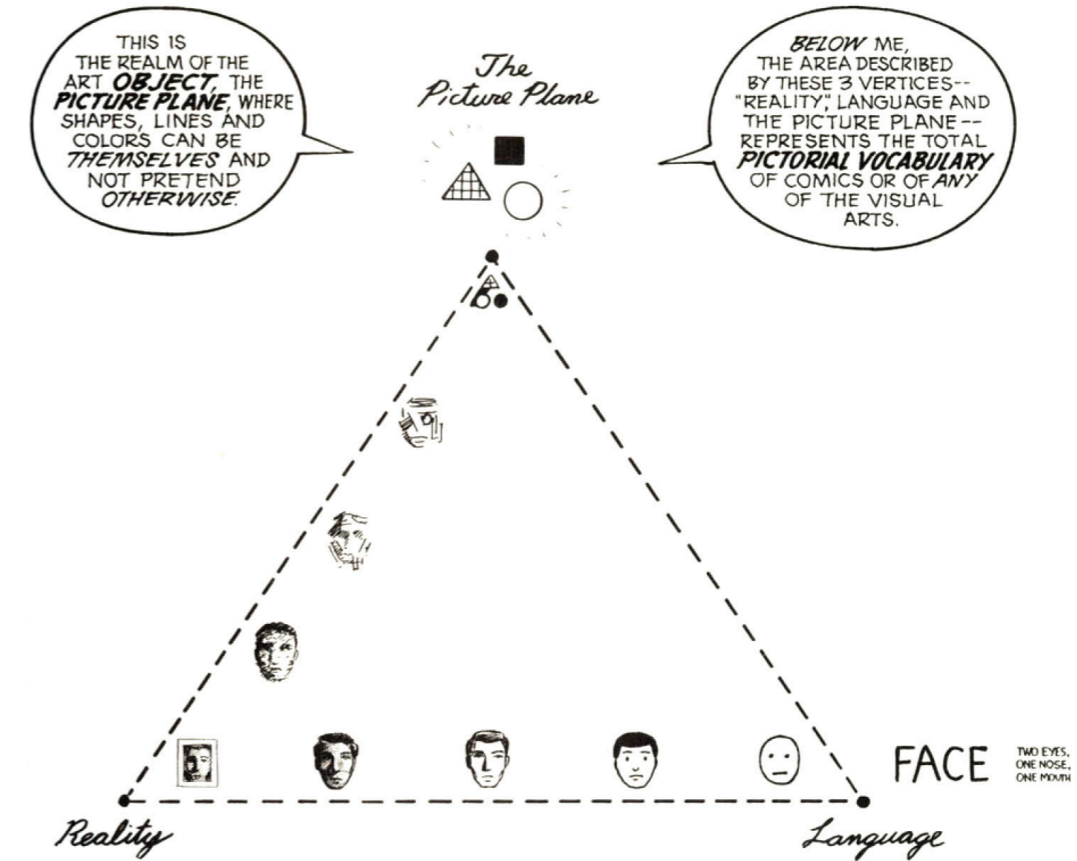 THIS IS
THE REALM OF THE
ART OBJECT, THE
PICTURE PLANE, WHERE
SHAPES, LINES AND
COLORS CAN BE
THEMSELVES AND
NOT PRETEND
OTHERWISE.
The
Picture Plane
BELOW ME,
THE AREA DESCRIBED
BY THESE 3 VERTICES--
"REALITY," LANGUAGE AND
THE PICTURE PLANE--
REPRESENTS THE TOTAL
PICTORIAL VOCABULARY
OF COMICS OR OF ANY
OF THE VISUAL
ARTS.
FACE
TWO EYES,
ONE NOSE,
ONE MOUTH
Reality
Language